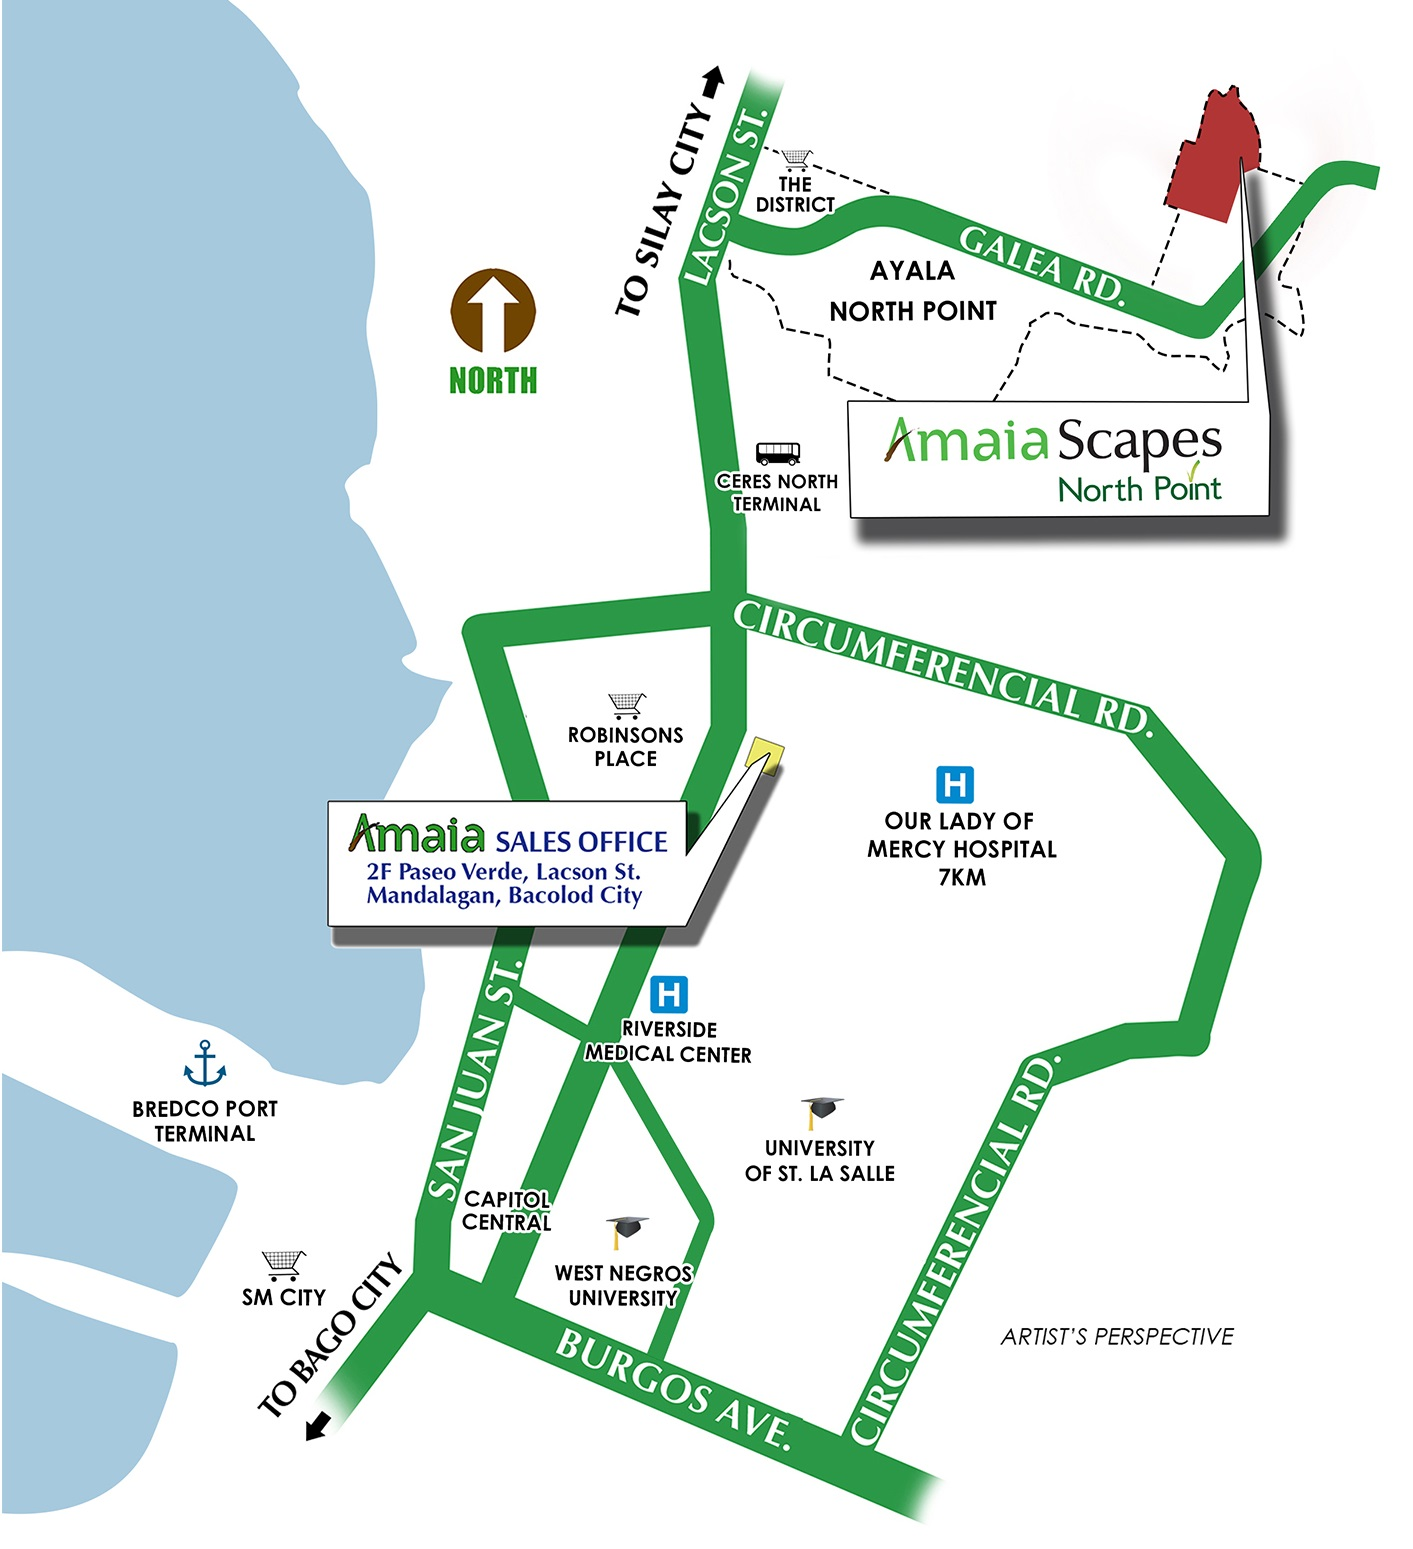 TO SILAY CITY
LACSON ST.
THE
DISTRICT
GALEA RD.
AYALA
NORTH POINT
NORTH
Amaia Scapes
North Point
CERES NORTH
TERMINAL
CIRCUMFERENCIAL RD.
ROBINSONS
PLACE
H
OUR LADY OF
MERCY HOSPITAL
7KM
Amaia SALES OFFICE
2F Paseo Verde, Lacson St.
Mandalagan, Bacolod City
SAN JUAN ST.
H
RIVERSIDE
MEDICAL CENTER
BREDCO PORT
TERMINAL
UNIVERSITY
OF ST. LA SALLE
CIRCUMFERENCIAL RD.
CAPITOL
CENTRAL
WEST NEGROS
UNIVERSITY
SM CITY
TO BAGO CITY
BURGOS AVE.
ARTIST'S PERSPECTIVE